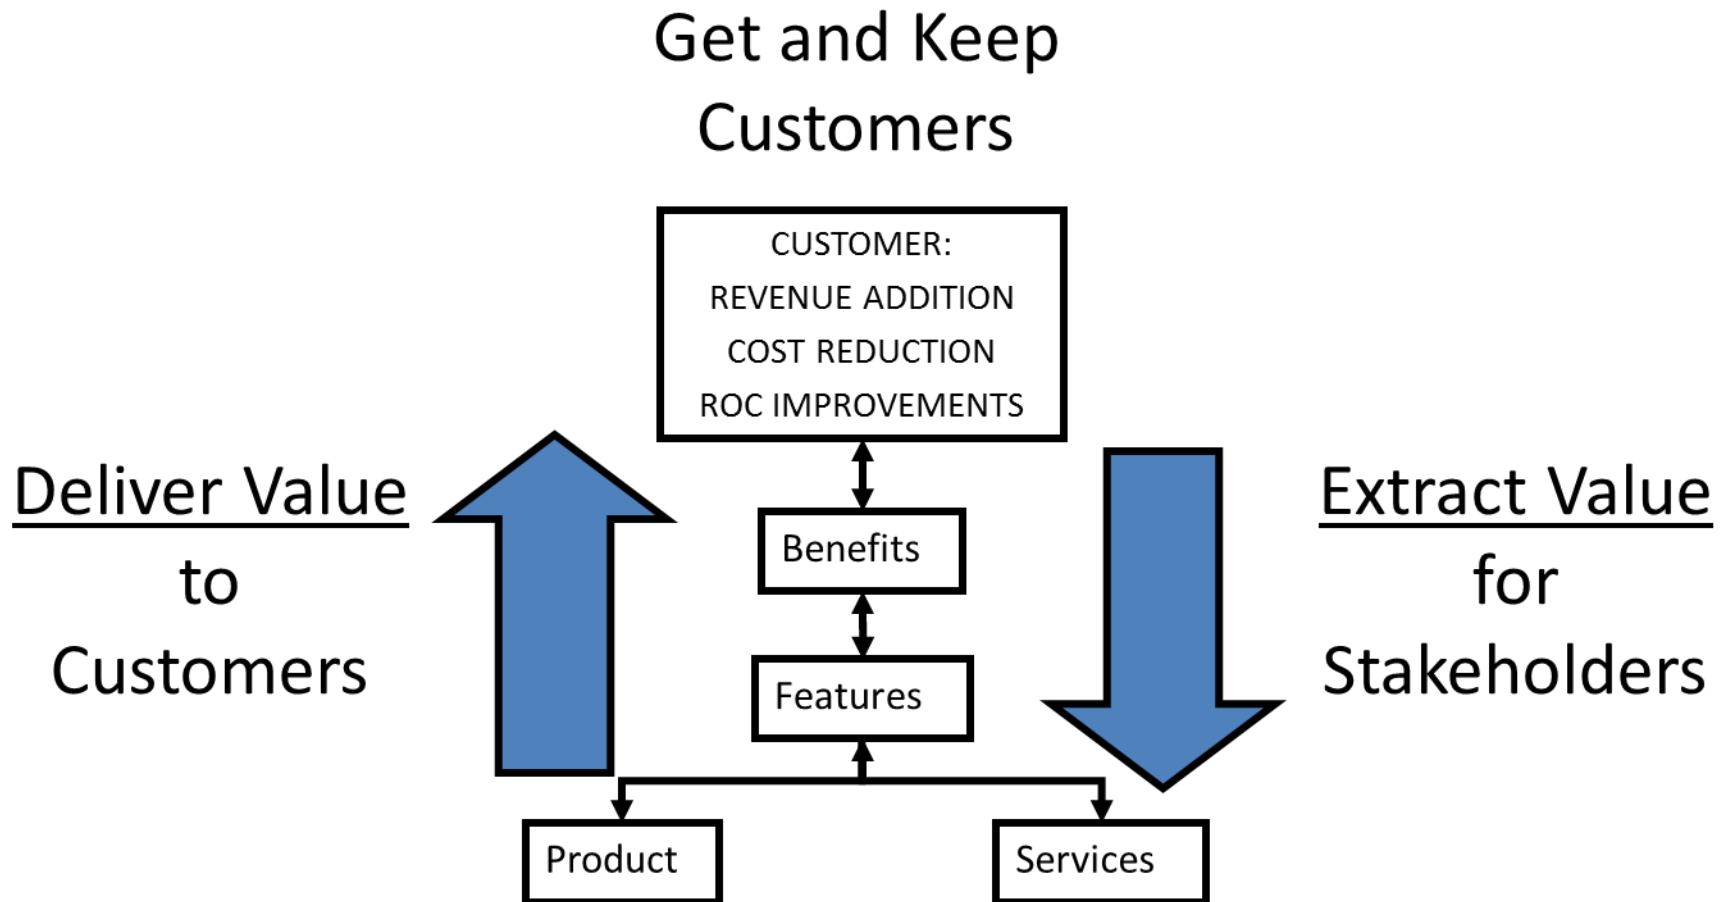 Get and Keep
Customers
CUSTOMER:
REVENUE ADDITION
COST REDUCTION
ROC IMPROVEMENTS
Deliver Value
to
Customers
Extract Value
for
Stakeholders
Benefits
Features
Product
Services